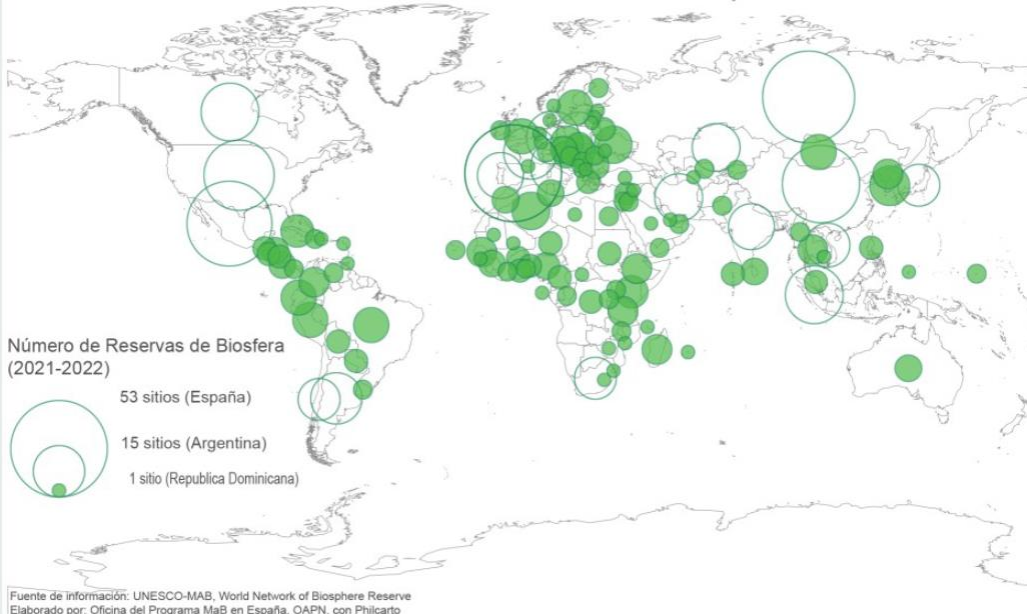 Número de Reservas de Biosfera
(2021-2022)
53 sitios (España)
15 sitios (Argentina)
1 sitio (Republica Dominicana)
Fuente de información: UNESCO-MAB, World Network of Biosphere Reserve
Elaborado por: Oficina del Programa MaB en España, OAPN, con Philcarto